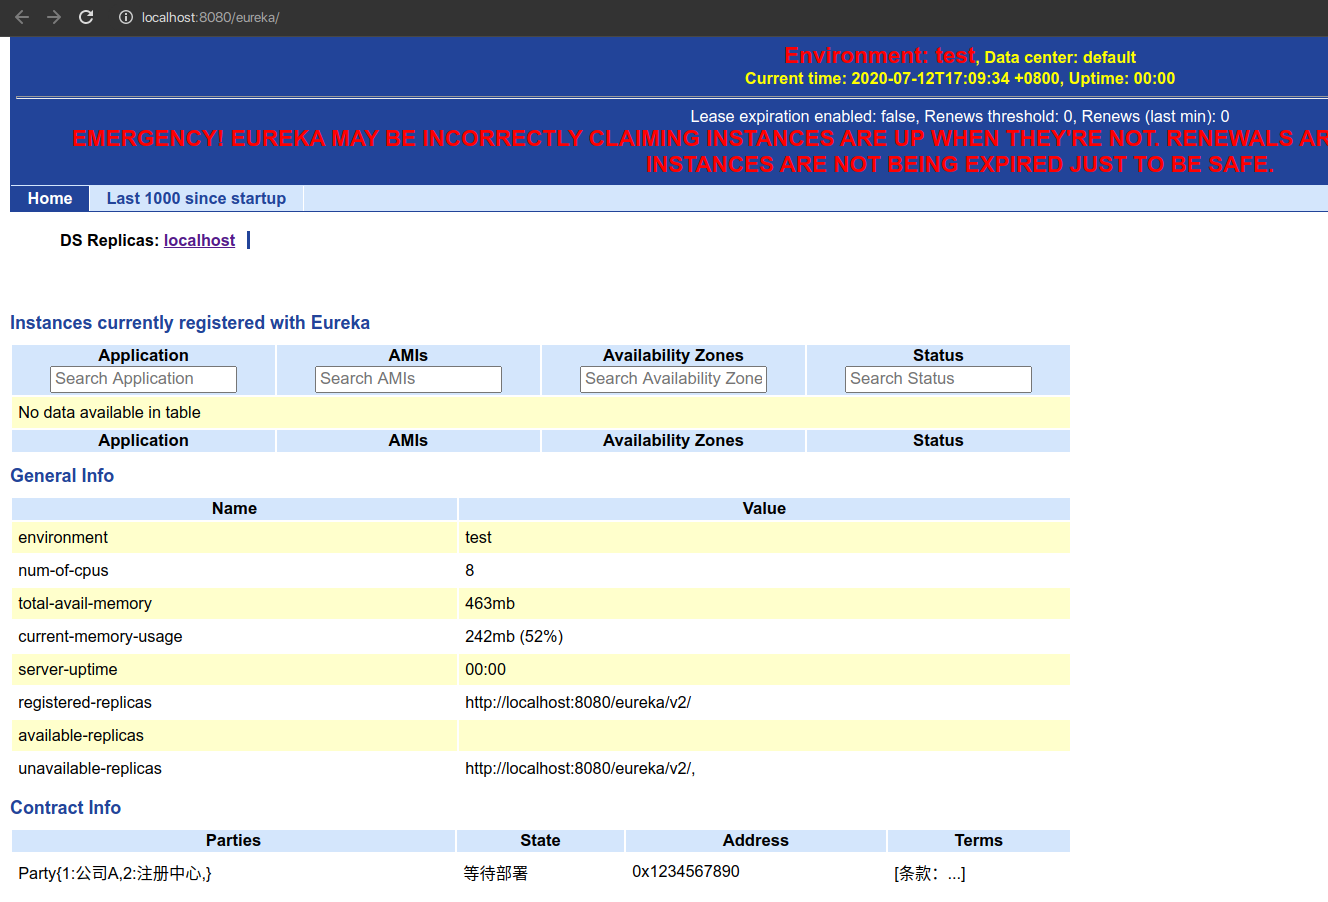 localhost:8080/eureka/
Environment: test, Data center: default
Current time: 2020-07-12T17:09:34 +0800, Uptime: 00:00
Lease expiration enabled: false, Renews threshold: 0, Renews (last min): 0
EMERGENCY! EUREKA MAY BE INCORRECTLY CLAIMING INSTANCES ARE UP WHEN THEY'RE NOT. RENEWALS AR
INSTANCES ARE NOT BEING EXPIRED JUST TO BE SAFE.
Home Last 1000 since startup
DS Replicas: localhost
Instances currently registered with Eureka
Application AMIs Availability Zones Status
Search Application Search AMIs Search Availability Zone Search Status
No data available in table
Application AMIs Availability Zones Status
General Info
Name Value
environment test
num-of-cpus 8
total-avail-memory 463mb
current-memory-usage 242mb (52%)
server-uptime 00:00
registered-replicas http://localhost:8080/eureka/v2/
available-replicas
unavailable-replicas http://localhost:8080/eureka/v2/,
Contract Info
Parties State Address Terms
Party{1:公司A,2:注册中心,} 等待部署 0x1234567890 [条款：...]